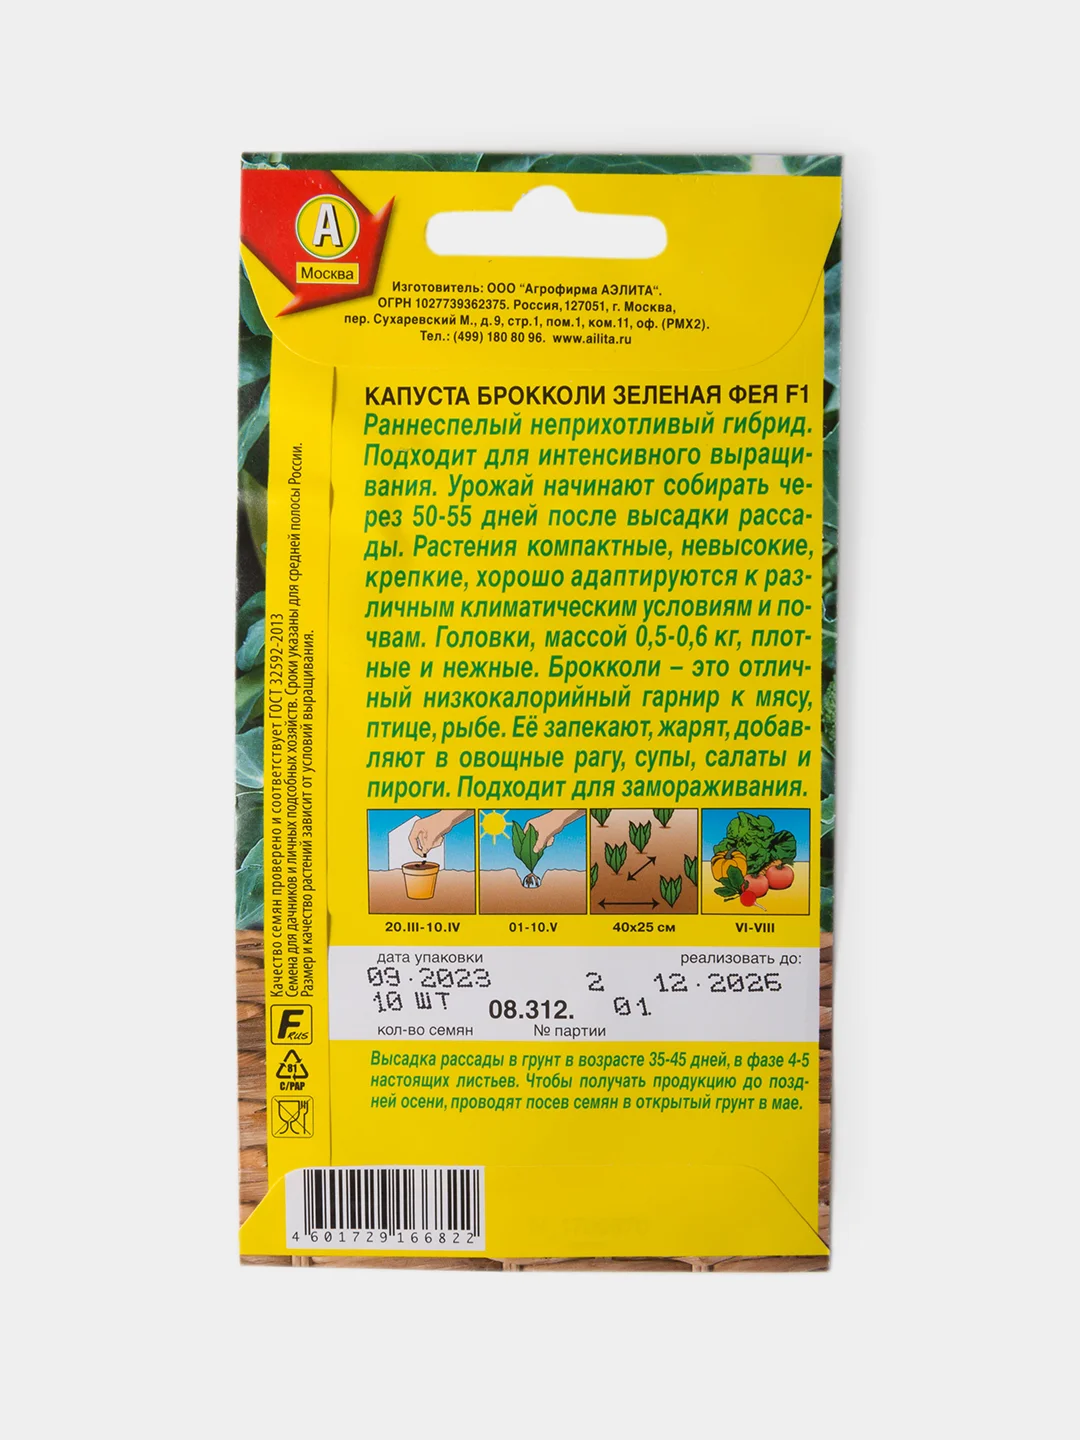 А
Москва
Изготовитель: ООО “Агрофирма АЭЛИТА“.
ОГРН 1027739362375. Россия, 127051, г. Москва,
пер. Сухаревский М., д. 9, стр.1, пом.1, ком.11, оф. (РМХ2).
Тел.: (499) 180 80 96. www.ailita.ru
КАПУСТА БРОККОЛИ ЗЕЛЕНАЯ ФЕЯ F1
Раннеспелый неприхотливый гибрид.
Подходит для интенсивного выращи-
вания. Урожай начинают собирать че-
рез 50-55 дней после высадки расса-
ды. Растения компактные, невысокие,
крепкие, хорошо адаптируются к раз-
личным климатическим условиям и по-
чвам. Головки, массой 0,5-0,6 кг, плот-
ные и нежные. Брокколи – это отлич-
ный низкокалорийный гарнир к мясу,
птице, рыбе. Её запекают, жарят, добав-
ляют в овощные рагу, супы, салаты и
пироги. Подходит для замораживания.
20.III-10.IV 01-10.V 40х25 см VI-VIII
дата упаковки реализовать до:
09.2023 2 12.2026
10 ШТ 08.312. 01
кол-во семян № партии
Высадка рассады в грунт в возрасте 35-45 дней, в фазе 4-5
настоящих листьев. Чтобы получать продукцию до позд-
ней осени, проводят посев семян в открытый грунт в мае.
Качество семян проверено и соответствует ГОСТ 32592-2013
Семена для дачников и личных подсобных хозяйств. Сроки указаны для средней полосы России.
Размер и качество растений зависит от условий выращивания.
F RUS
81
C/PAP
4 601729 166822